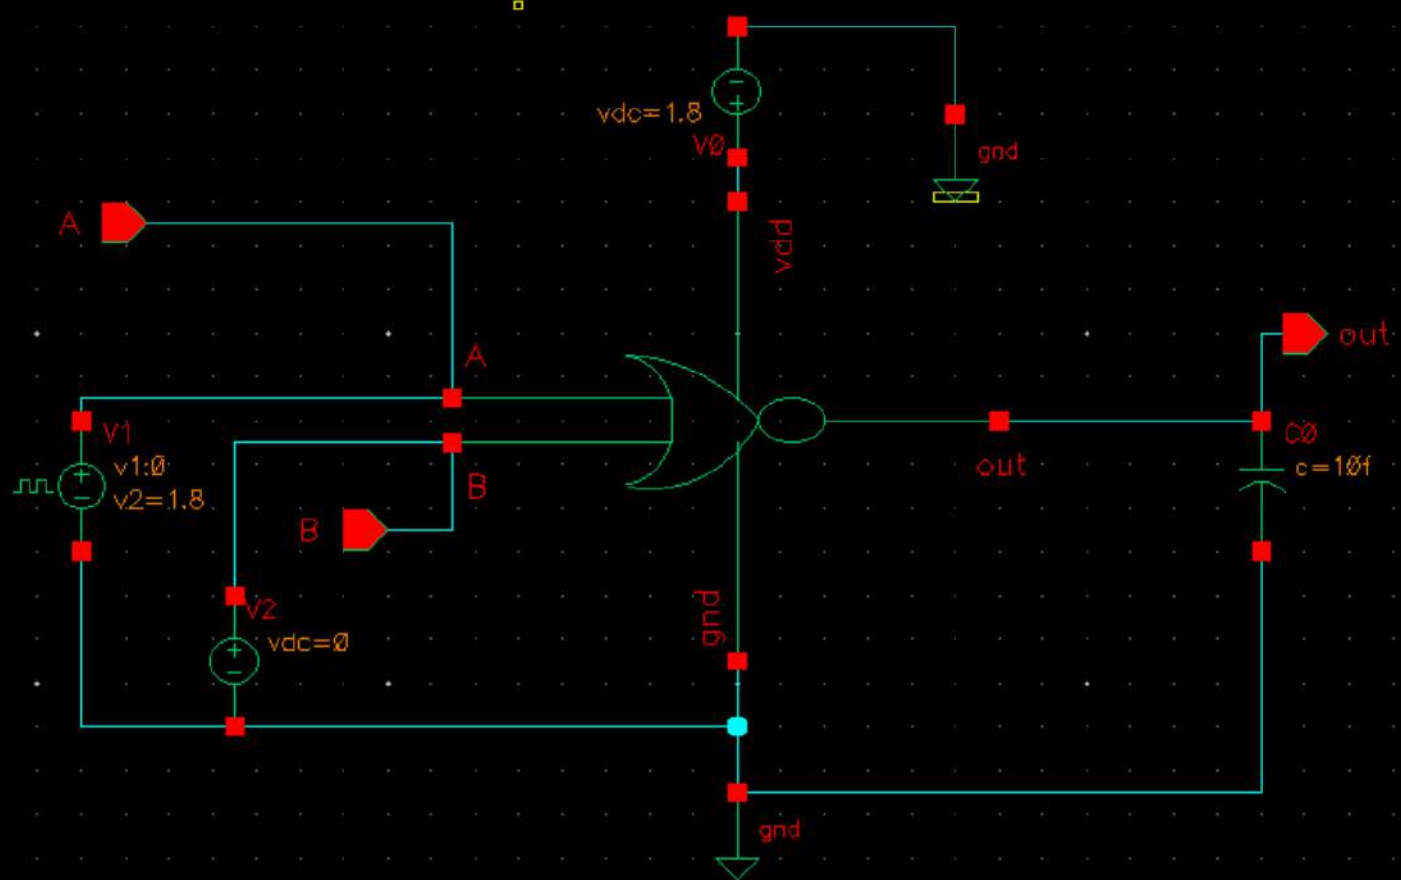 vdc=1.8
V0
gnd
vdd
A
A
out
V1
v1:0
v2=1.8
C0
c=10f
out
B
B
V2
vdc=0
gnd
gnd